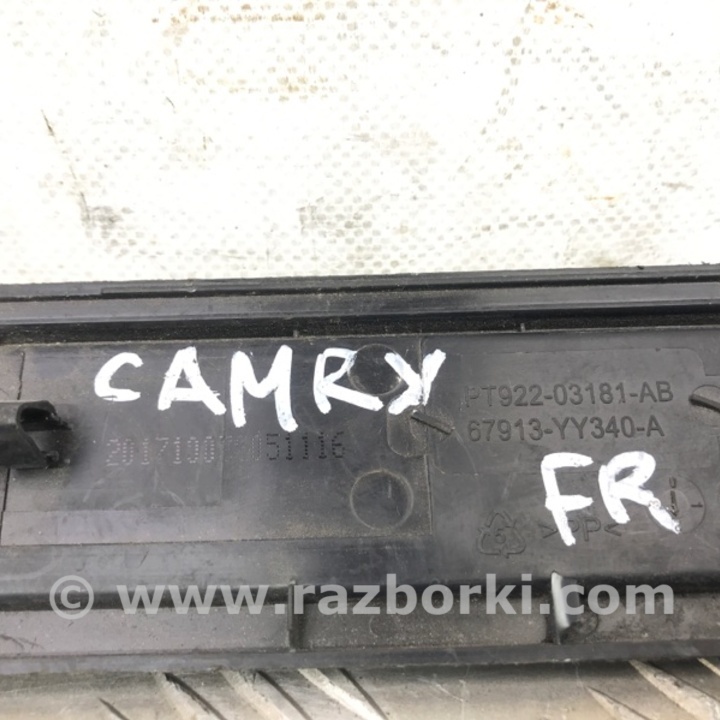 CAMRY
PT922-03181-AB
67913-YY340-A
FR
>PP<
© www.razborki.com